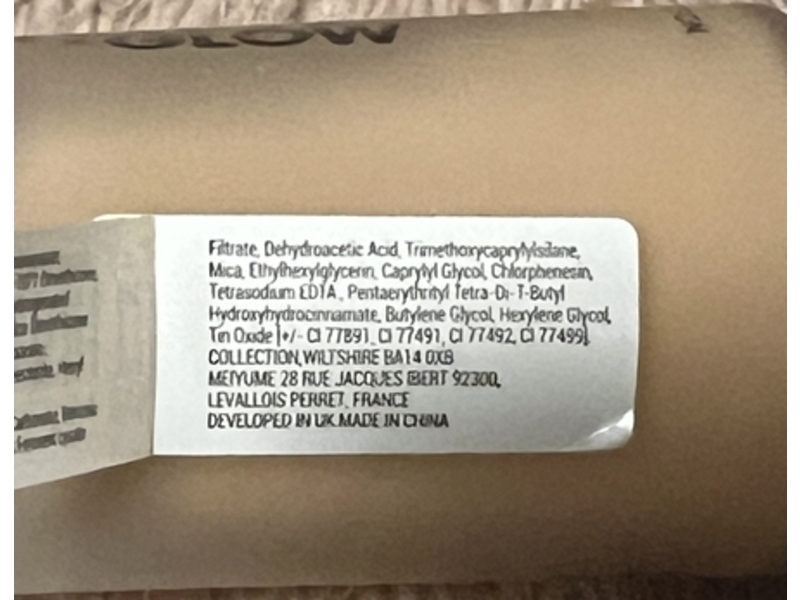 GLOW
Filtrate, Dehydroacetic Acid, Trimethoxycaprylylsilane,
Mica, Ethylhexylglycerin, Caprylyl Glycol, Chlorphenesin,
Tetrasodium EDTA, Pentaerythrityl Tetra-Di-T-Butyl
Hydroxyhydrocinnamate, Butylene Glycol, Hexylene Glycol,
Tin Oxide [+/- CI 77891, CI 77491, CI 77492, CI 77499].
COLLECTION, WILTSHIRE BA14 0XB
MEIYUME 28 RUE JACQUES IBERT 92300,
LEVALLOIS PERRET, FRANCE
DEVELOPED IN UK. MADE IN CHINA